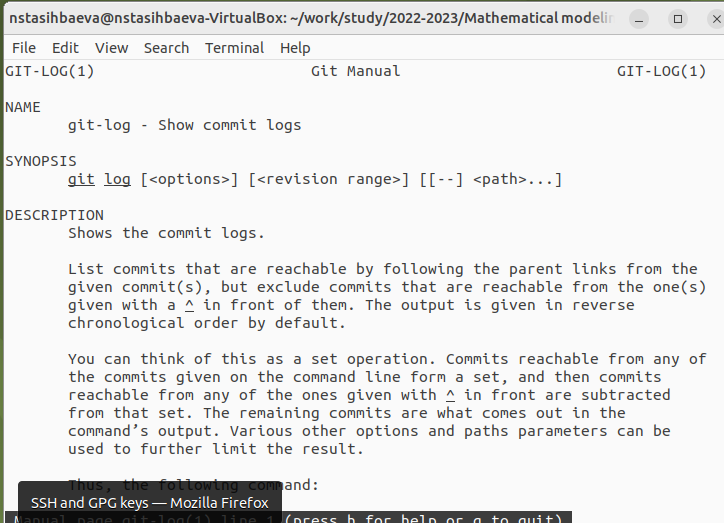 nstasihbaeva@nstasihbaeva-VirtualBox: ~/work/study/2022-2023/Mathematical modelin
File Edit View Search Terminal Help
GIT-LOG(1) Git Manual GIT-LOG(1)
NAME
git-log - Show commit logs
SYNOPSIS
git log [<options>] [<revision range>] [[--] <path>...]
DESCRIPTION
Shows the commit logs.
List commits that are reachable by following the parent links from the
given commit(s), but exclude commits that are reachable from the one(s)
given with a ^ in front of them. The output is given in reverse
chronological order by default.
You can think of this as a set operation. Commits reachable from any of
the commits given on the command line form a set, and then commits
reachable from any of the ones given with ^ in front are subtracted
from that set. The remaining commits are what comes out in the
command’s output. Various other options and paths parameters can be
used to further limit the result.
Thus, the following command:
SSH and GPG keys — Mozilla Firefox
Manual page git-log(1) line 1 (press h for help or q to quit)